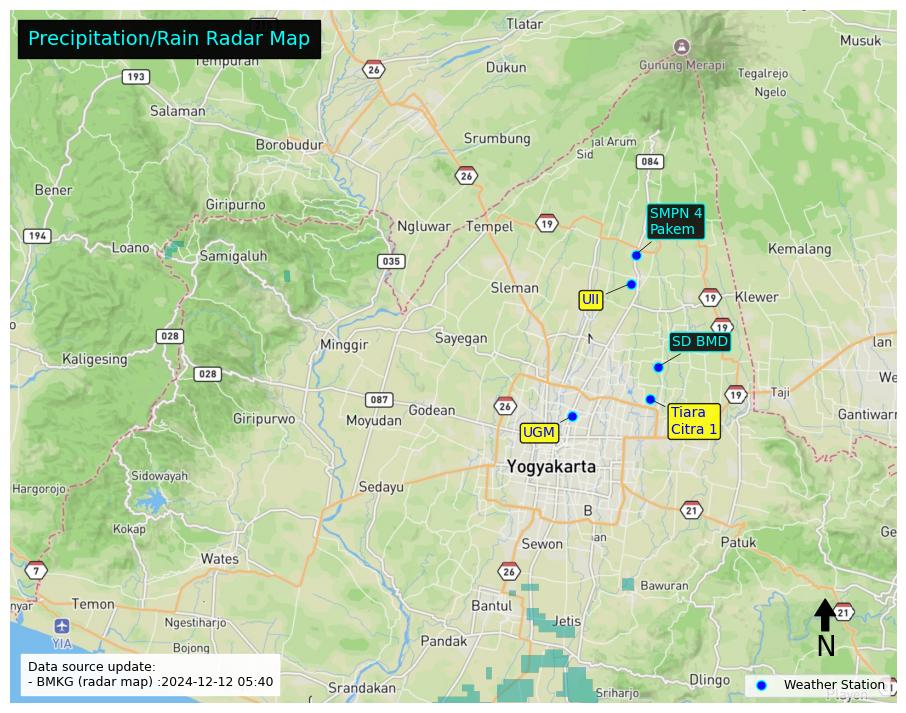 Precipitation/Rain Radar Map
Tlatar
Musuk
Tempuran
26
Gunung Merapi
193
Dukun
Tegalrejo
Ngelo
Salaman
Borobudur
Srumbung
jal Arum
Sid
084
26
Bener
Giripurno
SMPN 4
Pakem
Ngluwar
Tempel
19
194
Loano
Samigaluh
035
Kemalang
Sleman
UII
19
Klewer
19
028
Minggir
Sayegan
N
SD BMD
lan
Kaligesing
028
We
087
Godean
26
19
Taji
Giripurwo
Moyudan
UGM
Tiara
Citra 1
Gantiwarn
Yogyakarta
Sidowayah
Hargorojo
Sedayu
B
21
Kokap
Sewon
an
Patuk
Ge
Wates
7
26
Bawuran
nyar
Temon
Bantul
21
Ngestiharjo
Jetis
YIA
Bojong
Pandak
N
Data source update:
- BMKG (radar map) :2024-12-12 05:40
Srandakan
Dlingo
Sriharjo
Weather Station
Playen